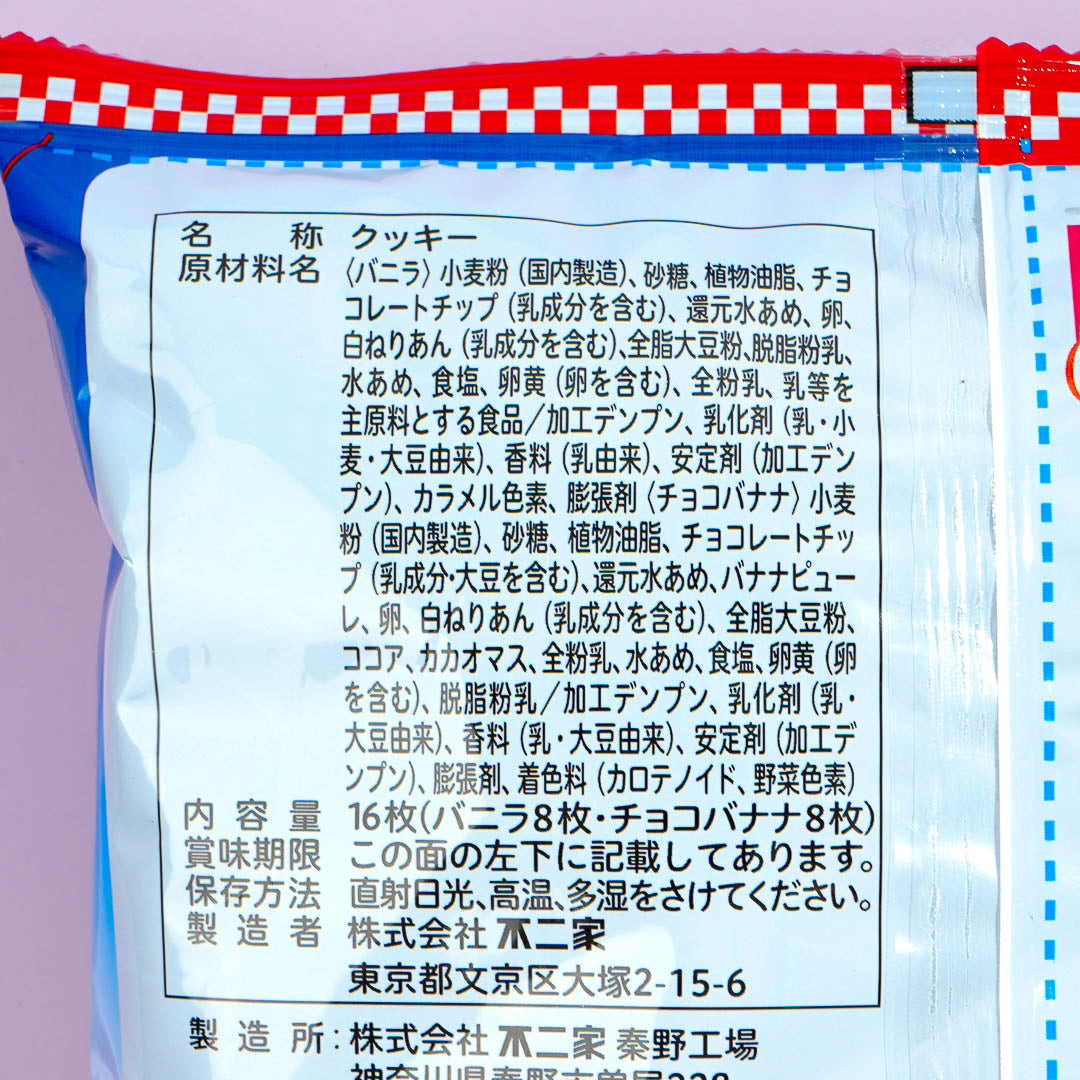 名称 クッキー
原材料名 〈バニラ〉小麦粉(国内製造)、砂糖、植物油脂、チョ
コレートチップ(乳成分を含む)、還元水あめ、卵、
白ねりあん(乳成分を含む)、全脂大豆粉、脱脂粉乳、
水あめ、食塩、卵黄(卵を含む)、全粉乳、乳等を
主原料とする食品/加工デンプン、乳化剤(乳・小
麦・大豆由来)、香料(乳由来)、安定剤(加工デン
プン)、カラメル色素、膨張剤〈チョコバナナ〉小麦
粉(国内製造)、砂糖、植物油脂、チョコレートチッ
プ(乳成分・大豆を含む)、還元水あめ、バナナピュー
レ、卵、白ねりあん(乳成分を含む)、全脂大豆粉、
ココア、カカオマス、全粉乳、水あめ、食塩、卵黄(卵
を含む)、脱脂粉乳/加工デンプン、乳化剤(乳・
大豆由来)、香料(乳・大豆由来)、安定剤(加工デ
ンプン)、膨張剤、着色料(カロテノイド、野菜色素)
内容量 16枚(バニラ8枚・チョコバナナ8枚)
賞味期限 この面の左下に記載してあります。
保存方法 直射日光、高温、多湿をさけてください。
製造者 株式会社 不二家
東京都文京区大塚2-15-6
製造所:株式会社 不二家 秦野工場